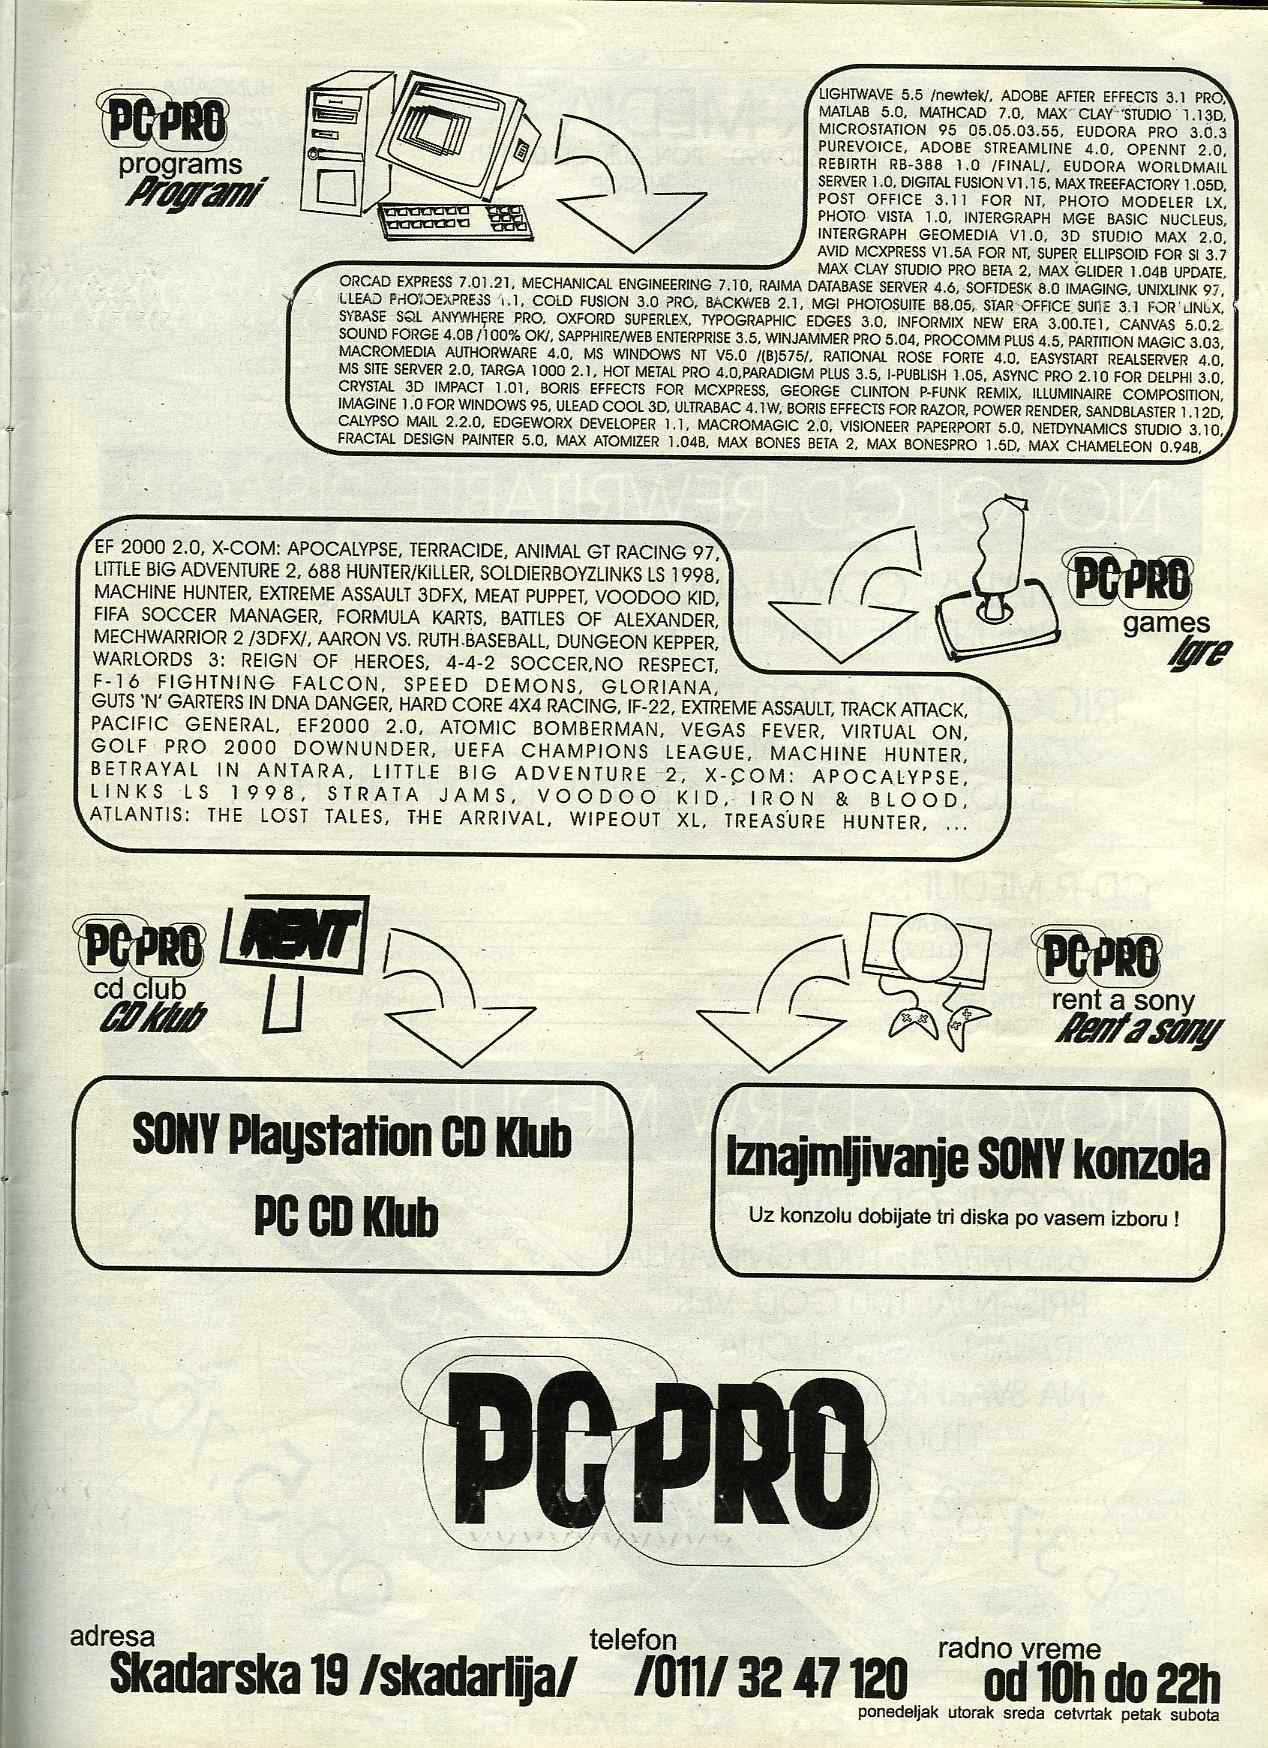 PC PRO
programs
Programi
LIGHTWAVE 5.5 /newtek/, ADOBE AFTER EFFECTS 3.1 PRO,
MATLAB 5.0, MATHCAD 7.0, MAX CLAY STUDIO 1.13D,
MICROSTATION 95 05.05.03.55, EUDORA PRO 3.0.3
PUREVOICE, ADOBE STREAMLINE 4.0, OPENNT 2.0,
REBIRTH RB-388 1.0 /FINAL/, EUDORA WORLDMAIL
SERVER 1.0, DIGITAL FUSION V1.15, MAX TREEFACTORY 1.05D,
POST OFFICE 3.11 FOR NT, PHOTO MODELER LX,
PHOTO VISTA 1.0, INTERGRAPH MGE BASIC NUCLEUS,
INTERGRAPH GEOMEDIA V1.0, 3D STUDIO MAX 2.0,
AVID MCXPRESS V1.5A FOR NT, SUPER ELLIPSOID FOR SI 3.7
MAX CLAY STUDIO PRO BETA 2, MAX GLIDER 1.04B UPDATE,
ORCAD EXPRESS 7.01.21, MECHANICAL ENGINEERING 7.10, RAIMA DATABASE SERVER 4.6, SOFTDESK 8.0 IMAGING, UNIXLINK 97,
LLEAD PHOTOEXPRESS 1.1, COLD FUSION 3.0 PRO, BACKWEB 2.1, MGI PHOTOSUITE B8.05, STAR OFFICE SUITE 3.1 FOR LINUX,
SYBASE SQL ANYWHERE PRO, OXFORD SUPERLEX, TYPOGRAPHIC EDGES 3.0, INFORMIX NEW ERA 3.00.TE1, CANVAS 5.0.2
SOUND FORGE 4.0B /100% OK/, SAPPHIRE/WEB ENTERPRISE 3.5, WINJAMMER PRO 5.04, PROCOMM PLUS 4.5, PARTITION MAGIC 3.03,
MACROMEDIA AUTHORWARE 4.0, MS WINDOWS NT V5.0 /(B)575/, RATIONAL ROSE FORTE 4.0, EASYSTART REALSERVER 4.0,
MS SITE SERVER 2.0, TARGA 1000 2.1, HOT METAL PRO 4.0,PARADIGM PLUS 3.5, I-PUBLISH 1.05, ASYNC PRO 2.10 FOR DELPHI 3.0,
CRYSTAL 3D IMPACT 1.01, BORIS EFFECTS FOR MCXPRESS, GEORGE CLINTON P-FUNK REMIX, ILLUMINAIRE COMPOSITION,
IMAGINE 1.0 FOR WINDOWS 95, ULEAD COOL 3D, ULTRABAC 4.1W, BORIS EFFECTS FOR RAZOR, POWER RENDER, SANDBLASTER 1.12D,
CALYPSO MAIL 2.2.0, EDGEWORX DEVELOPER 1.1, MACROMAGIC 2.0, VISIONEER PAPERPORT 5.0, NETDYNAMICS STUDIO 3.10,
FRACTAL DESIGN PAINTER 5.0, MAX ATOMIZER 1.04B, MAX BONES BETA 2, MAX BONESPRO 1.5D, MAX CHAMELEON 0.94B,
PC PRO
games
Igre
EF 2000 2.0, X-COM: APOCALYPSE, TERRACIDE, ANIMAL GT RACING 97,
LITTLE BIG ADVENTURE 2, 688 HUNTER/KILLER, SOLDIERBOYZLINKS LS 1998,
MACHINE HUNTER, EXTREME ASSAULT 3DFX, MEAT PUPPET, VOODOO KID,
FIFA SOCCER MANAGER, FORMULA KARTS, BATTLES OF ALEXANDER,
MECHWARRIOR 2 /3DFX/, AARON VS. RUTH BASEBALL, DUNGEON KEPPER,
WARLORDS 3: REIGN OF HEROES, 4-4-2 SOCCER,NO RESPECT,
F-16 FIGHTNING FALCON, SPEED DEMONS, GLORIANA,
GUTS 'N' GARTERS IN DNA DANGER, HARD CORE 4X4 RACING, IF-22, EXTREME ASSAULT, TRACK ATTACK,
PACIFIC GENERAL, EF2000 2.0, ATOMIC BOMBERMAN, VEGAS FEVER, VIRTUAL ON,
GOLF PRO 2000 DOWNUNDER, UEFA CHAMPIONS LEAGUE, MACHINE HUNTER,
BETRAYAL IN ANTARA, LITTLE BIG ADVENTURE 2, X-COM: APOCALYPSE,
LINKS LS 1998, STRATA JAMS, VOODOO KID, IRON & BLOOD,
ATLANTIS: THE LOST TALES, THE ARRIVAL, WIPEOUT XL, TREASURE HUNTER, ...
PC PRO
cd club
CD klub
RENT
PC PRO
rent a sony
Rent a sony
SONY Playstation CD Klub
PC CD Klub
Iznajmljivanje SONY konzola
Uz konzolu dobijate tri diska po vasem izboru !
PC PRO
adresa
Skadarska 19 /skadarlija/
telefon
/011/ 32 47 120
radno vreme
od 10h do 22h
ponedeljak utorak sreda cetvrtak petak subota